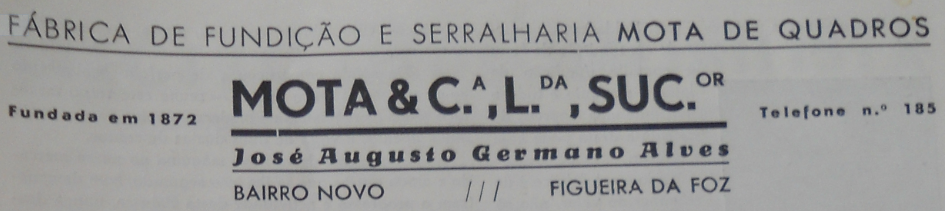 FÁBRICA DE FUNDIÇÃO E SERRALHARIA MOTA DE QUADROS
MOTA & C.ᴬ, L.ᴰᴬ, SUC.ᴼᴿ
Fundada em 1872
Telefone n.º 185
José Augusto Germano Alves
BAIRRO NOVO /// FIGUEIRA DA FOZ